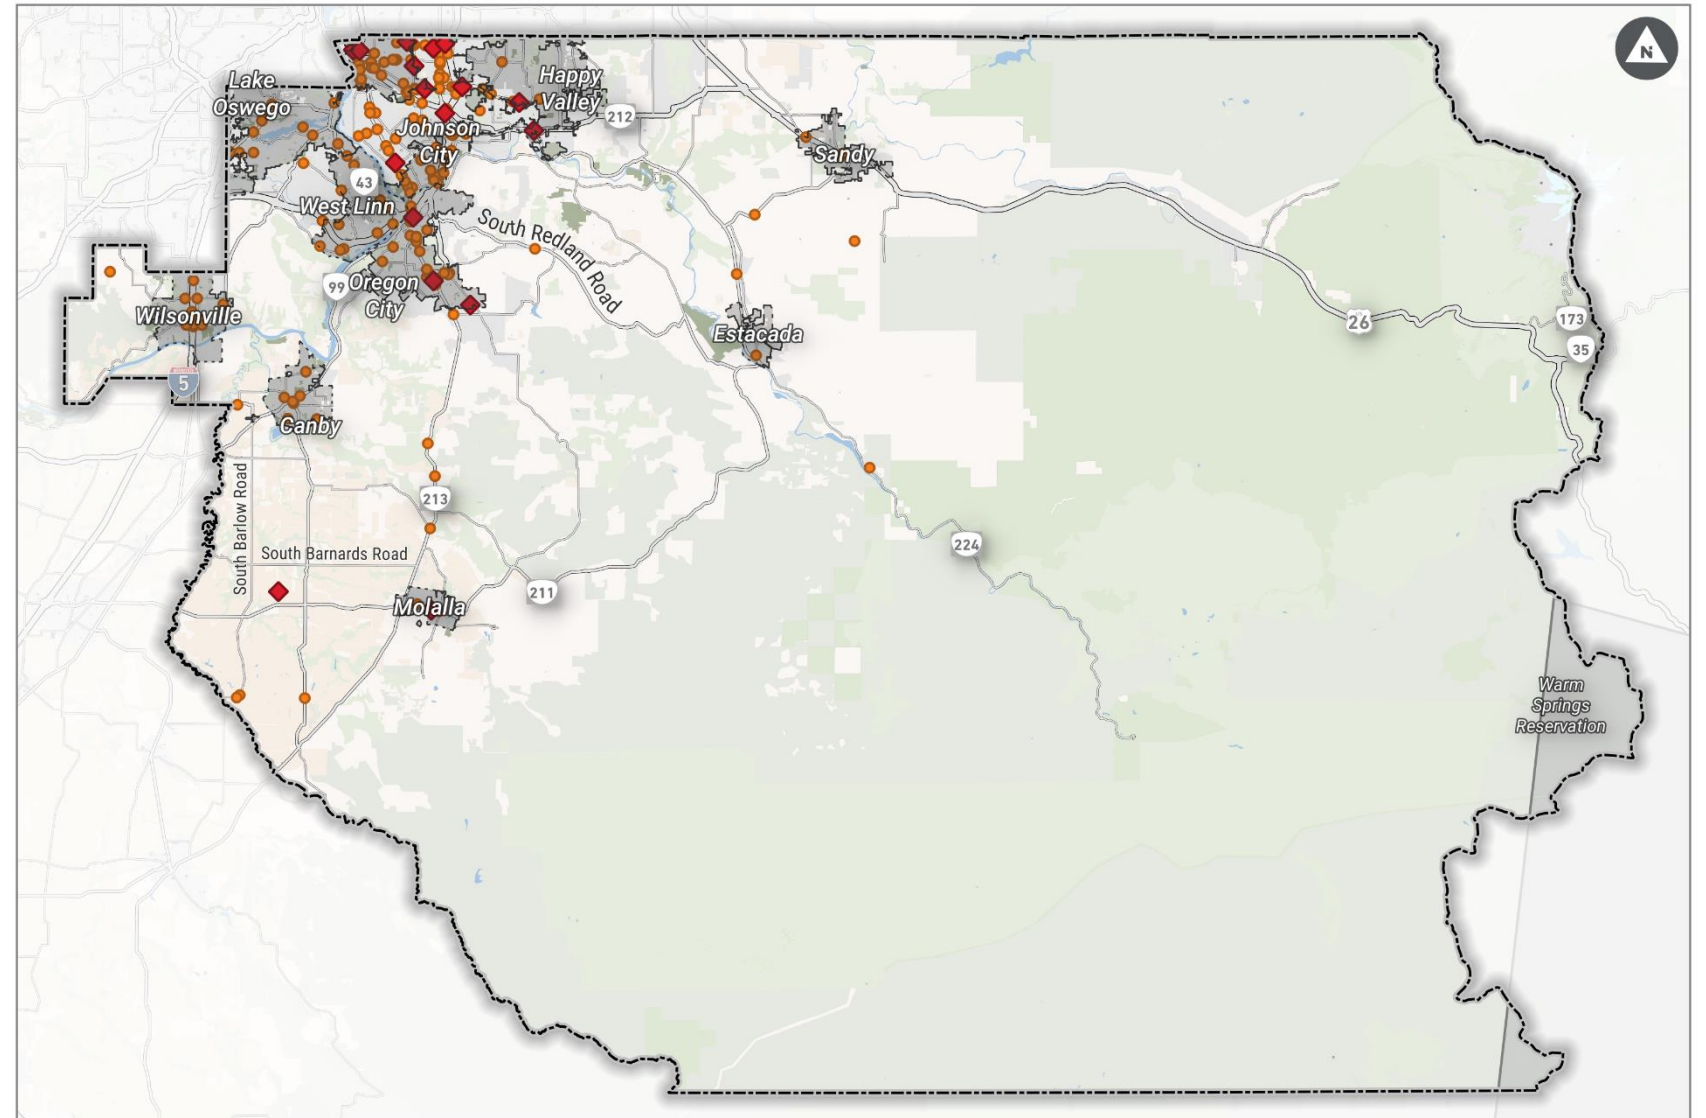 N
Lake
Oswego
Happy
Valley
212
Johnson
City
Sandy
43
West Linn
South Redland Road
99
Oregon
City
Wilsonville
Estacada
26
173
35
5
Canby
South Barlow Road
213
South Barnards Road
224
211
Molalla
Warm
Springs
Reservation